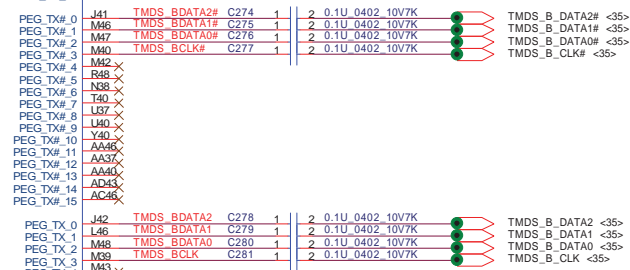 PEG_TX#_0 J41 TMDS_BDATA2# C274 1 2 0.1U_0402_10V7K TMDS_B_DATA2# <35>
PEG_TX#_1 M46 TMDS_BDATA1# C275 1 2 0.1U_0402_10V7K TMDS_B_DATA1# <35>
PEG_TX#_2 M47 TMDS_BDATA0# C276 1 2 0.1U_0402_10V7K TMDS_B_DATA0# <35>
PEG_TX#_3 M40 TMDS_BCLK# C277 1 2 0.1U_0402_10V7K TMDS_B_CLK# <35>
PEG_TX#_4 M42
PEG_TX#_5 R48
PEG_TX#_6 N38
PEG_TX#_7 T40
PEG_TX#_8 U37
PEG_TX#_9 U40
PEG_TX#_10 Y40
PEG_TX#_11 AA46
PEG_TX#_12 AA37
PEG_TX#_13 AA40
PEG_TX#_14 AD43
PEG_TX#_15 AC46
PEG_TX_0 J42 TMDS_BDATA2 C278 1 2 0.1U_0402_10V7K TMDS_B_DATA2 <35>
PEG_TX_1 L46 TMDS_BDATA1 C279 1 2 0.1U_0402_10V7K TMDS_B_DATA1 <35>
PEG_TX_2 M48 TMDS_BDATA0 C280 1 2 0.1U_0402_10V7K TMDS_B_DATA0 <35>
PEG_TX_3 M39 TMDS_BCLK C281 1 2 0.1U_0402_10V7K TMDS_B_CLK <35>
M43